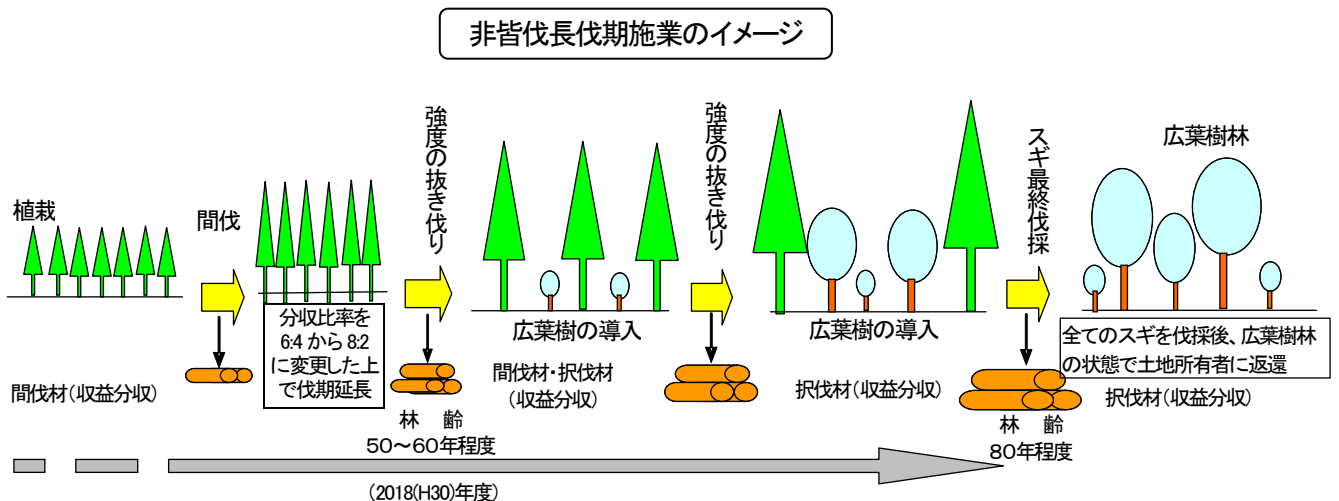 非皆伐長伐期施業のイメージ
植栽
間伐
強度の抜き伐り
強度の抜き伐り
スギ最終伐採
広葉樹林
分収比率を
6:4 から 8:2
に変更した上
で伐期延長
広葉樹の導入
広葉樹の導入
全てのスギを伐採後、広葉樹林
の状態で土地所有者に返還
間伐材(収益分収)
間伐材・択伐材
(収益分収)
択伐材(収益分収)
択伐材(収益分収)
林 齢
50～60年程度
林 齢
80年程度
(2018(H30)年度)